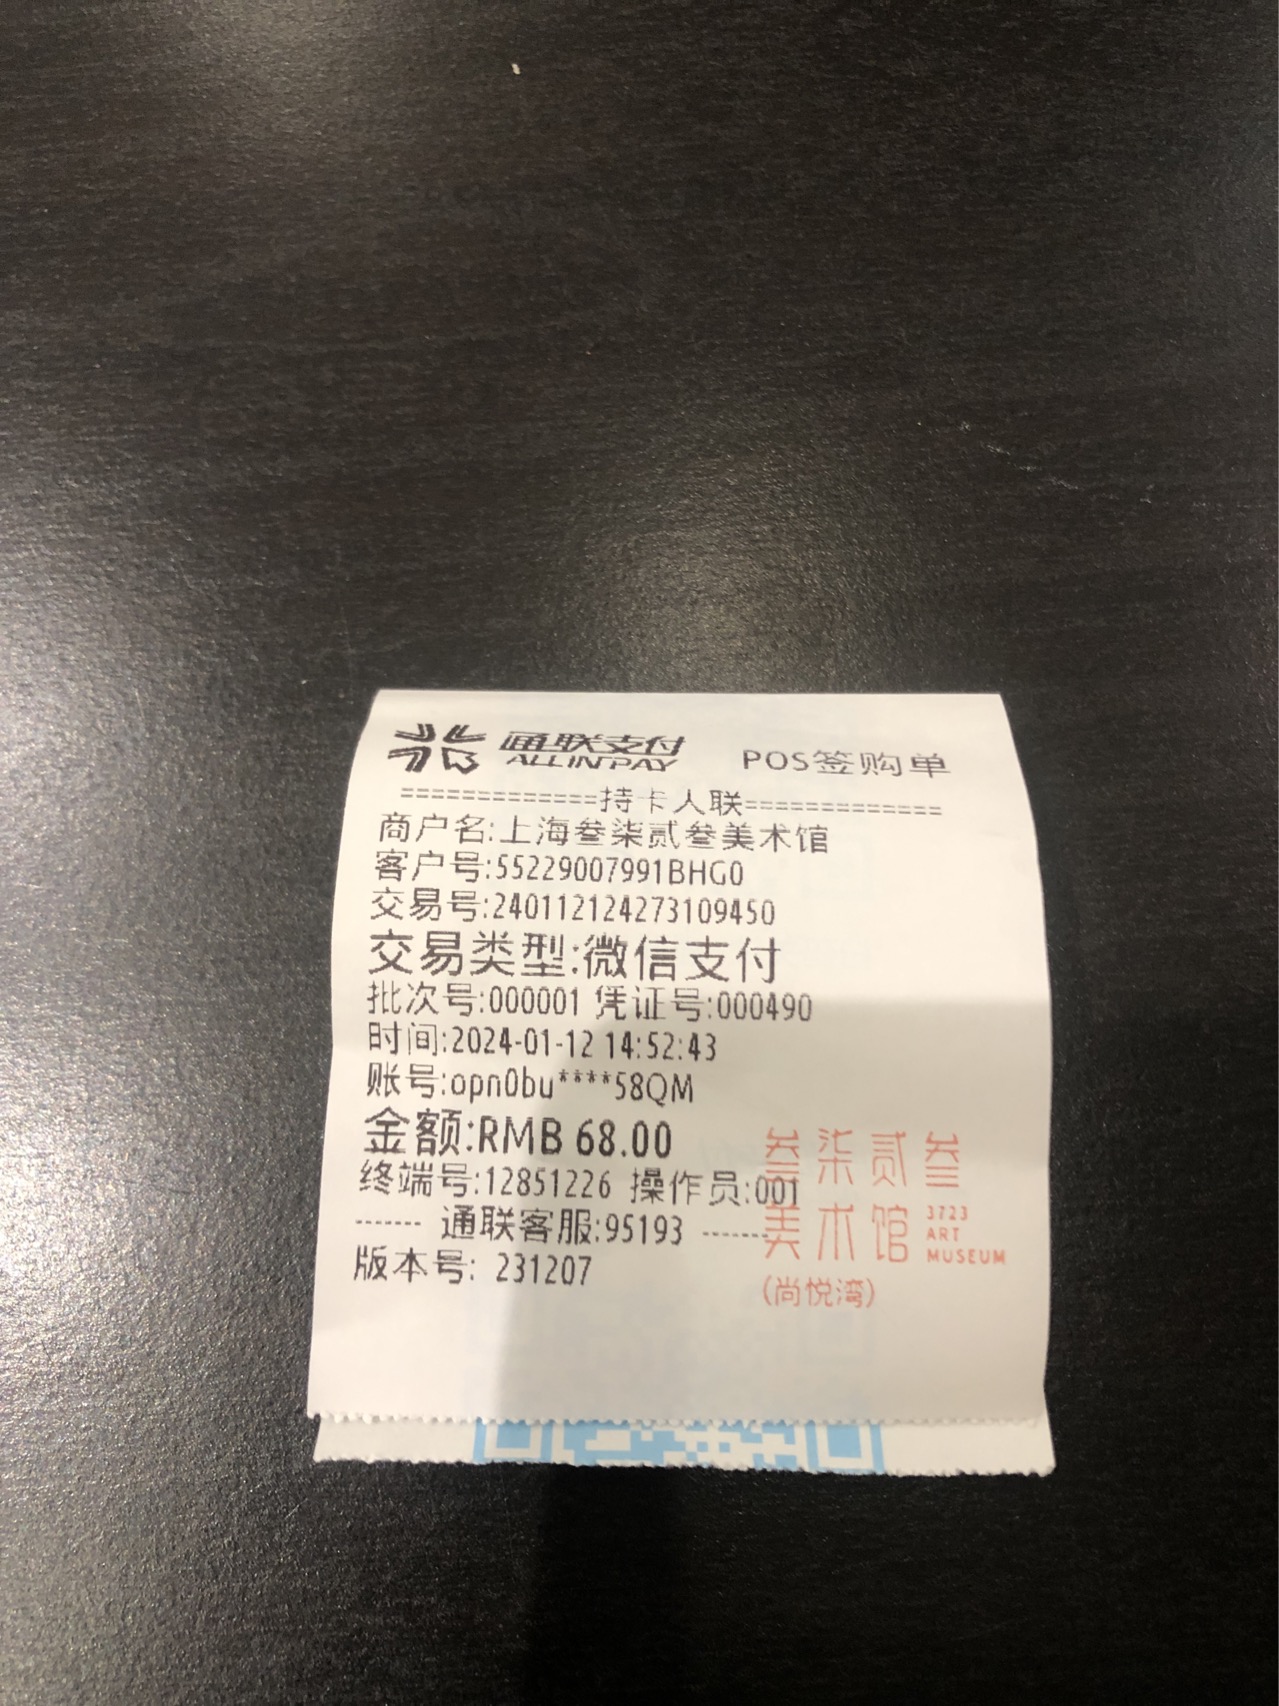 通联支付 POS签购单
ALLINPAY
=============持卡人联=============
商户名:上海叁柒贰叁美术馆
客户号:55229007991BHG0
交易号:240112124273109450
交易类型:微信支付
批次号:000001 凭证号:000490
时间:2024-01-12 14:52:43
账号:opn0bu****58QM
金额:RMB 68.00
终端号:12851226 操作员:001
------- 通联客服:95193 -------
版本号: 231207
叁柒贰叁
美术馆
3723
ART
MUSEUM
(尚悦湾)